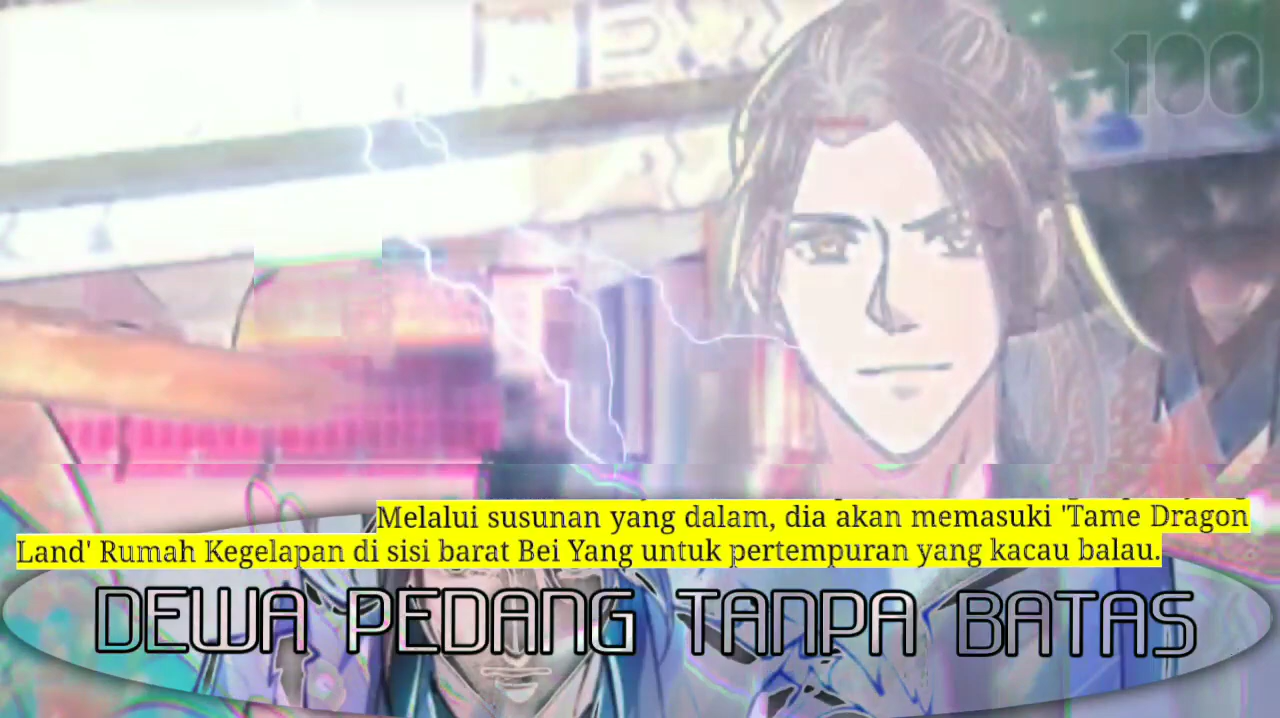 100
Melalui susunan yang dalam, dia akan memasuki 'Tame Dragon
Land' Rumah Kegelapan di sisi barat Bei Yang untuk pertempuran yang kacau balau.
DEWA PEDANG TANPA BATAS